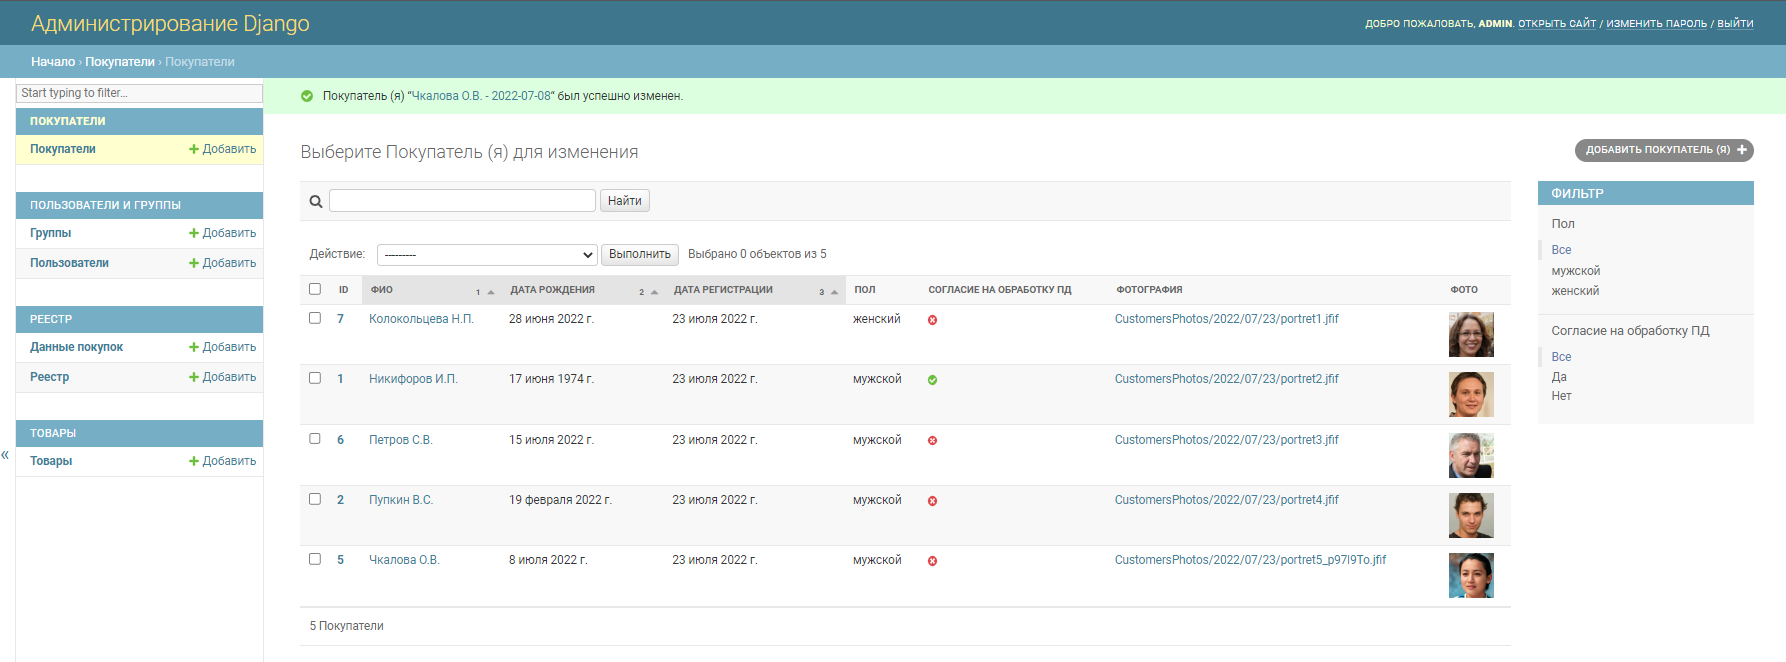 Администрирование Django
ДОБРО ПОЖАЛОВАТЬ, ADMIN. ОТКРЫТЬ САЙТ / ИЗМЕНИТЬ ПАРОЛЬ / ВЫЙТИ
Начало › Покупатели › Покупатели
Start typing to filter...
ПОКУПАТЕЛИ
Покупатели + Добавить
ПОЛЬЗОВАТЕЛИ И ГРУППЫ
Группы + Добавить
Пользователи + Добавить
РЕЕСТР
Данные покупок + Добавить
Реестр + Добавить
ТОВАРЫ
Товары + Добавить
«
Покупатель (я) “Чкалова О.В. - 2022-07-08“ был успешно изменен.
Выберите Покупатель (я) для изменения
ДОБАВИТЬ ПОКУПАТЕЛЬ (Я) +
Найти
Действие: --------- Выполнить Выбрано 0 объектов из 5
ID ФИО 1 ДАТА РОЖДЕНИЯ 2 ДАТА РЕГИСТРАЦИИ 3 ПОЛ СОГЛАСИЕ НА ОБРАБОТКУ ПД ФОТОГРАФИЯ ФОТО
7 Колокольцева Н.П. 28 июня 2022 г. 23 июля 2022 г. женский CustomersPhotos/2022/07/23/portret1.jfif
1 Никифоров И.П. 17 июня 1974 г. 23 июля 2022 г. мужской CustomersPhotos/2022/07/23/portret2.jfif
6 Петров С.В. 15 июля 2022 г. 23 июля 2022 г. мужской CustomersPhotos/2022/07/23/portret3.jfif
2 Пупкин В.С. 19 февраля 2022 г. 23 июля 2022 г. мужской CustomersPhotos/2022/07/23/portret4.jfif
5 Чкалова О.В. 8 июля 2022 г. 23 июля 2022 г. мужской CustomersPhotos/2022/07/23/portret5_p97l9To.jfif
5 Покупатели
ФИЛЬТР
Пол
Все
мужской
женский
Согласие на обработку ПД
Все
Да
Нет